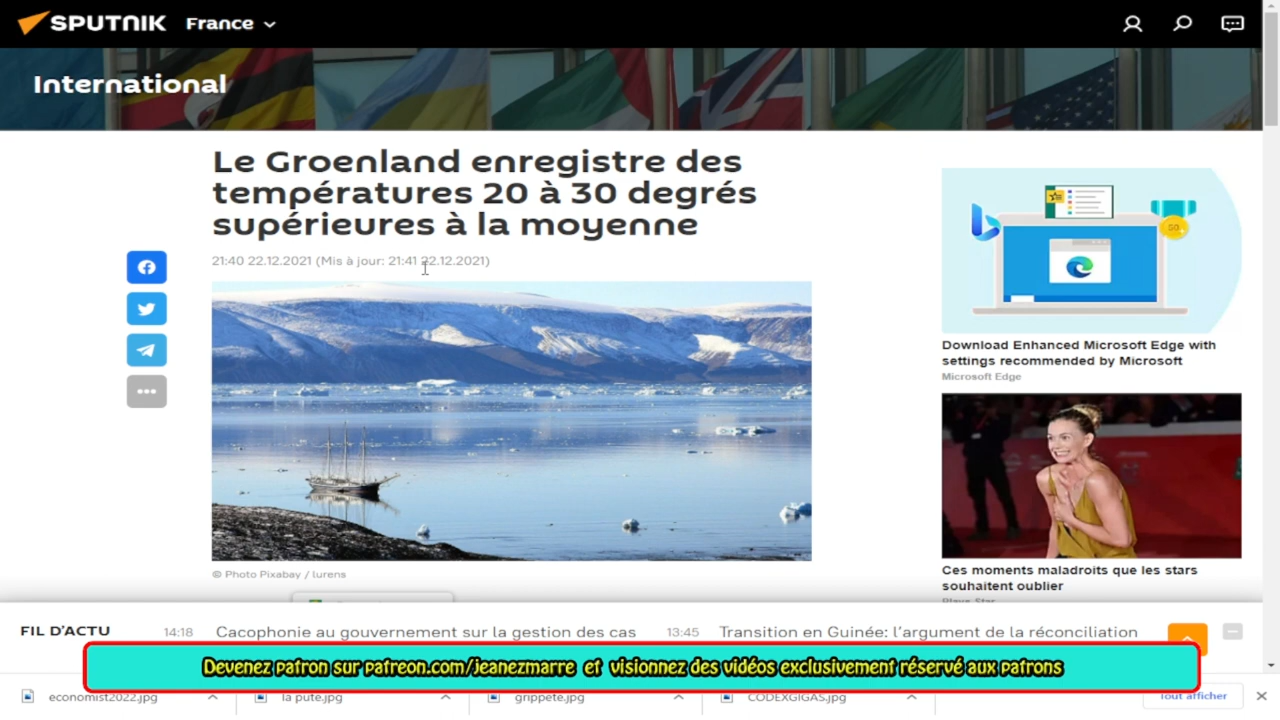 SPUTNIK France
International
Le Groenland enregistre des
températures 20 à 30 degrés
supérieures à la moyenne
21:40 22.12.2021 (Mis à jour: 21:41 22.12.2021)
© Photo Pixabay / lurens
50
Download Enhanced Microsoft Edge with
settings recommended by Microsoft
Microsoft Edge
Ces moments maladroits que les stars
souhaitent oublier
FIL D'ACTU 14:18 Cacophonie au gouvernement sur la gestion des cas 13:45 Transition en Guinée: l'argument de la réconciliation
Devenez patron sur patreon.com/jeanezmarre et visionnez des vidéos exclusivement réservé aux patrons
economist2022.jpg la pute.jpg grippete.jpg CODEXGIGAS.jpg Tout afficher